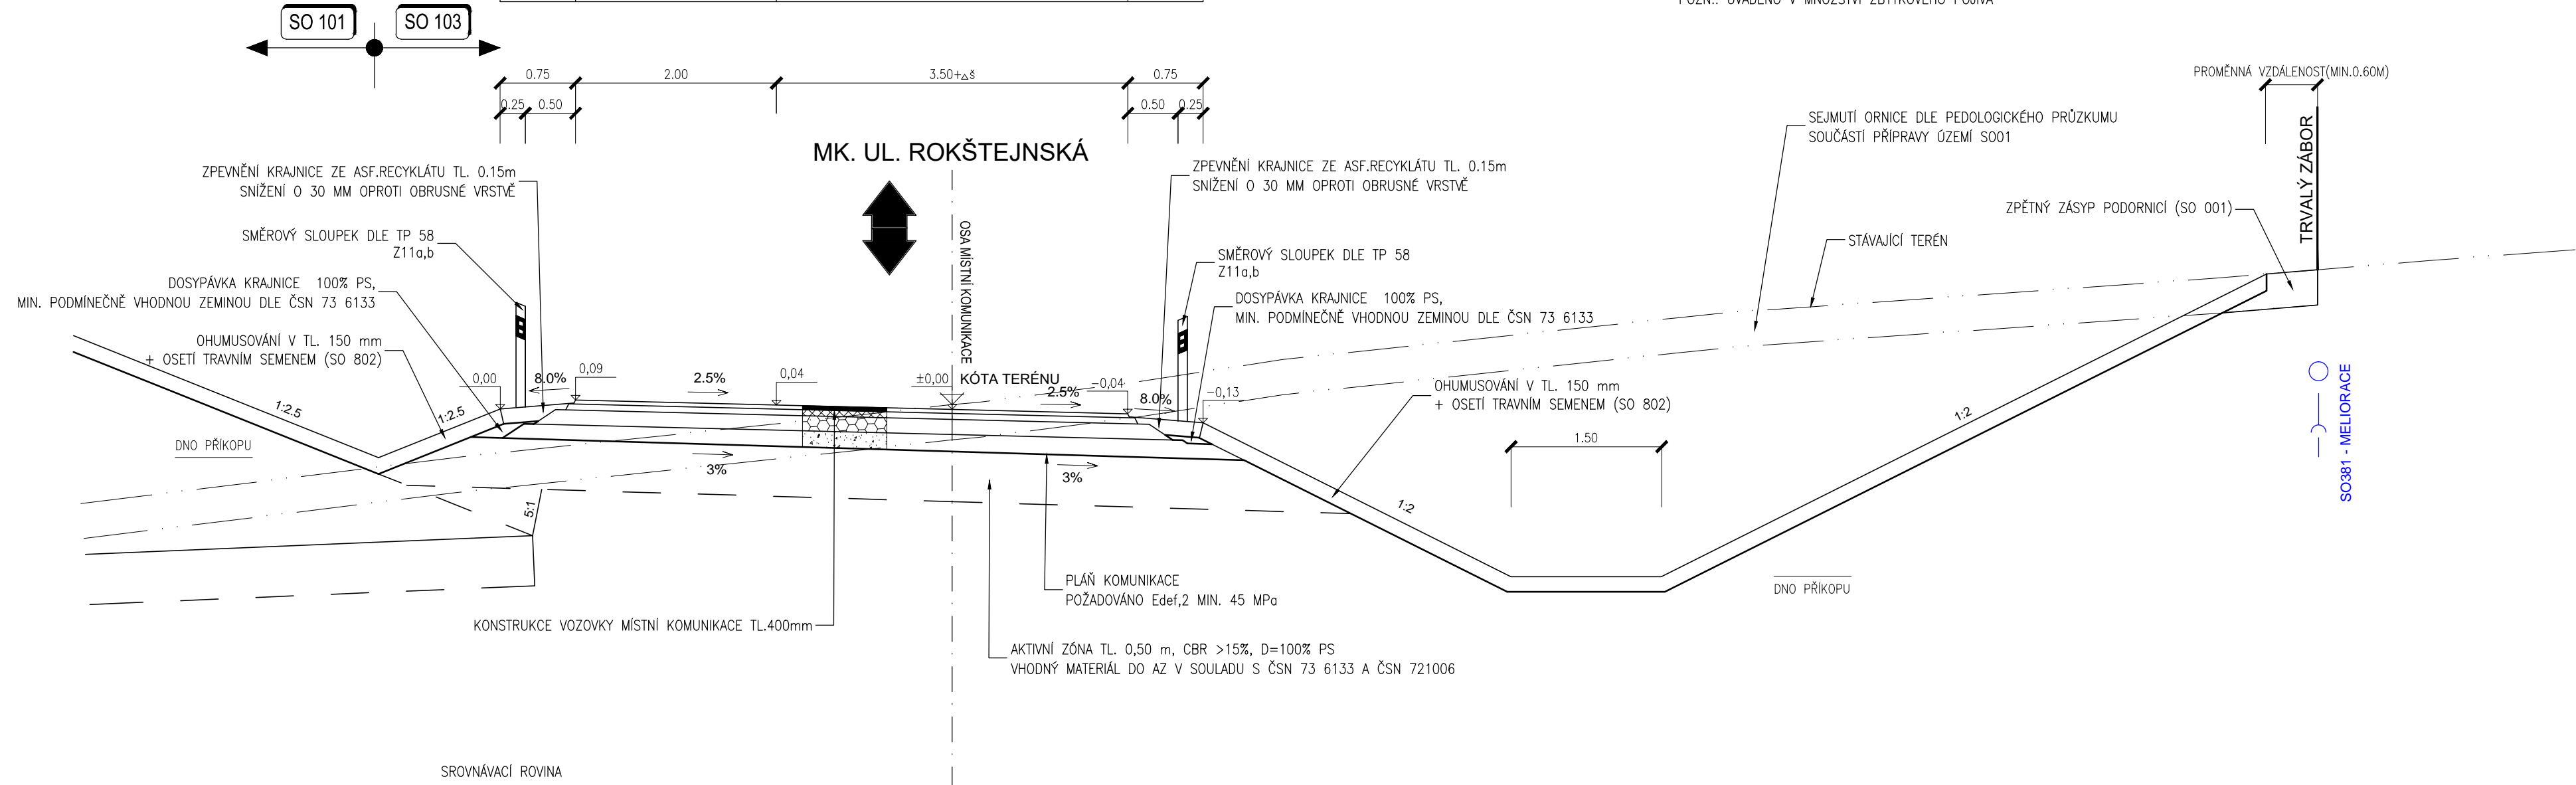 SO 101
SO 103
0.75
2.00
3.50+△š
0.75
0.25
0.50
0.50
0.25
PROMĚNNÁ VZDÁLENOST(MIN.0.60M)
TRVALÝ ZÁBOR
MK. UL. ROKŠTEJNSKÁ
SEJMUTÍ ORNICE DLE PEDOLOGICKÉHO PRŮZKUMU
SOUČÁSTÍ PŘÍPRAVY ÚZEMÍ SO01
ZPEVNĚNÍ KRAJNICE ZE ASF.RECYKLÁTU TL. 0.15m
SNÍŽENÍ O 30 MM OPROTI OBRUSNÉ VRSTVĚ
ZPEVNĚNÍ KRAJNICE ZE ASF.RECYKLÁTU TL. 0.15m
SNÍŽENÍ O 30 MM OPROTI OBRUSNÉ VRSTVĚ
ZPĚTNÝ ZÁSYP PODORNICÍ (SO 001)
SMĚROVÝ SLOUPEK DLE TP 58
Z11a,b
OSA MÍSTNÍ KOMUNIKACE
SMĚROVÝ SLOUPEK DLE TP 58
Z11a,b
STÁVAJÍCÍ TERÉN
DOSYPÁVKA KRAJNICE 100% PS,
MIN. PODMÍNEČNĚ VHODNOU ZEMINOU DLE ČSN 73 6133
DOSYPÁVKA KRAJNICE 100% PS,
MIN. PODMÍNEČNĚ VHODNOU ZEMINOU DLE ČSN 73 6133
OHUMUSOVÁNÍ V TL. 150 mm
+ OSETÍ TRAVNÍM SEMENEM (SO 802)
0,00
8.0%
0,09
2.5%
0,04
±0,00
KÓTA TERÉNU
2.5%
−0,04
8.0%
−0,13
OHUMUSOVÁNÍ V TL. 150 mm
+ OSETÍ TRAVNÍM SEMENEM (SO 802)
1:2.5
1:2.5
1:2
1:2
1.50
SO381 - MELIORACE
DNO PŘÍKOPU
3%
3%
5:1
PLÁŇ KOMUNIKACE
POŽADOVÁNO Edef,2 MIN. 45 MPa
DNO PŘÍKOPU
KONSTRUKCE VOZOVKY MÍSTNÍ KOMUNIKACE TL.400mm
AKTIVNÍ ZÓNA TL. 0,50 m, CBR >15%, D=100% PS
VHODNÝ MATERIÁL DO AZ V SOULADU S ČSN 73 6133 A ČSN 721006
SROVNÁVACÍ ROVINA